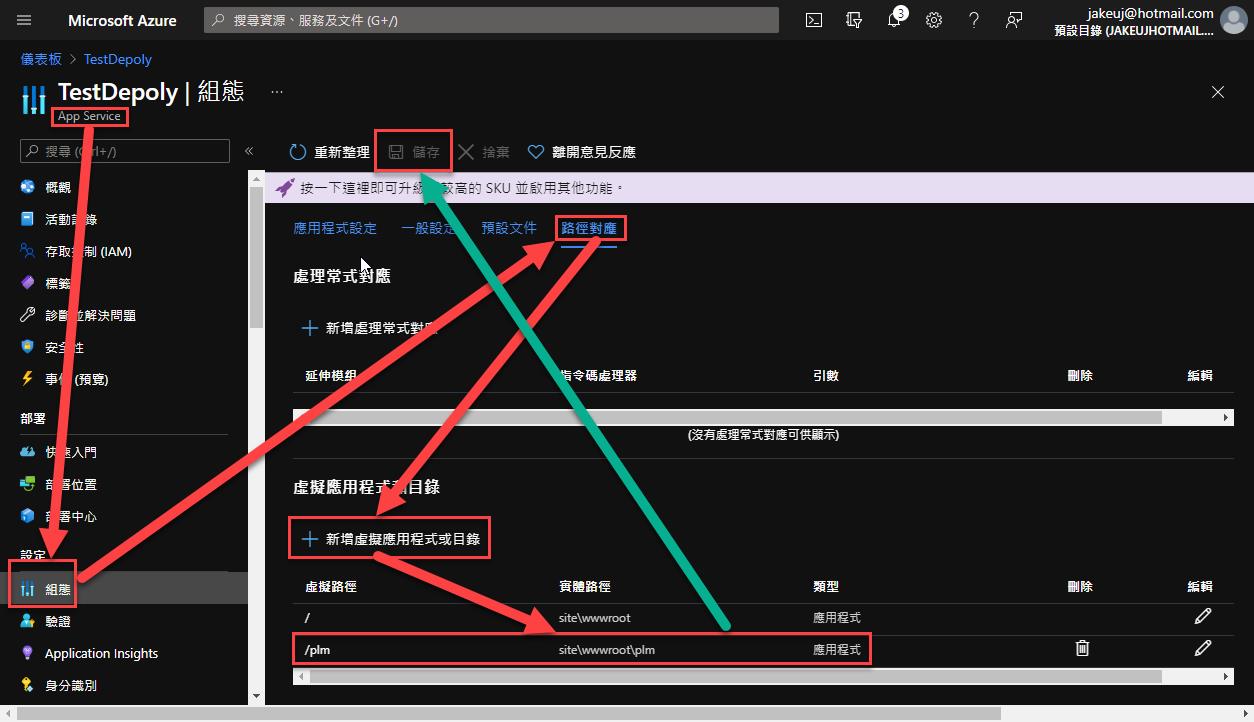 Microsoft Azure
搜尋資源、服務及文件 (G+/)
3
jakeuj@hotmail.com
預設目錄 (JAKEUJHOTMAIL....
儀表板 > TestDepoly
TestDepoly | 組態 ...
App Service
搜尋 (Ctrl+/)
«
重新整理
儲存
捨棄
離開意見反應
按一下這裡即可升級 較高的 SKU 並啟用其他功能。
概觀
活動記錄
存取控制 (IAM)
標籤
診斷並解決問題
安全性
事件 (預覽)
部署
快速入門
部署位置
部署中心
設定
組態
驗證
Application Insights
身分識別
應用程式設定
一般設定
預設文件
路徑對應
處理常式對應
新增處理常式對應
延伸模組
指令碼處理器
引數
刪除
編輯
(沒有處理常式對應可供顯示)
虛擬應用程式和目錄
新增虛擬應用程式或目錄
虛擬路徑
實體路徑
類型
刪除
編輯
/
site\wwwroot
應用程式
/plm
site\wwwroot\plm
應用程式